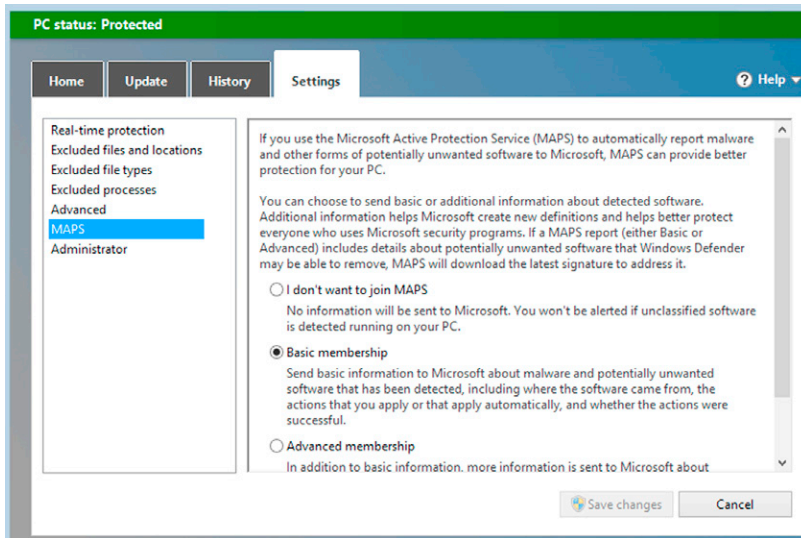 PC status: Protected
Home
Update
History
Settings
? Help
Real-time protection
Excluded files and locations
Excluded file types
Excluded processes
Advanced
MAPS
Administrator
If you use the Microsoft Active Protection Service (MAPS) to automatically report malware
and other forms of potentially unwanted software to Microsoft, MAPS can provide better
protection for your PC.
You can choose to send basic or additional information about detected software.
Additional information helps Microsoft create new definitions and helps better protect
everyone who uses Microsoft security programs. If a MAPS report (either Basic or
Advanced) includes details about potentially unwanted software that Windows Defender
may be able to remove, MAPS will download the latest signature to address it.
I don't want to join MAPS
No information will be sent to Microsoft. You won't be alerted if unclassified software
is detected running on your PC.
Basic membership
Send basic information to Microsoft about malware and potentially unwanted
software that has been detected, including where the software came from, the
actions that you apply or that apply automatically, and whether the actions were
successful.
Advanced membership
In addition to basic information, more information is sent to Microsoft about
Save changes
Cancel